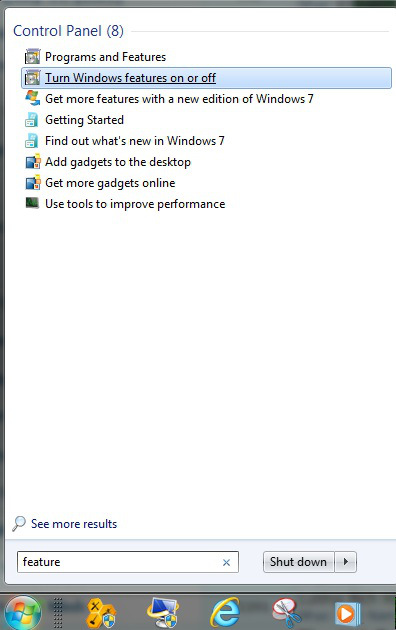 Control Panel (8)
Programs and Features
Turn Windows features on or off
Get more features with a new edition of Windows 7
Getting Started
Find out what's new in Windows 7
Add gadgets to the desktop
Get more gadgets online
Use tools to improve performance
See more results
feature
Shut down